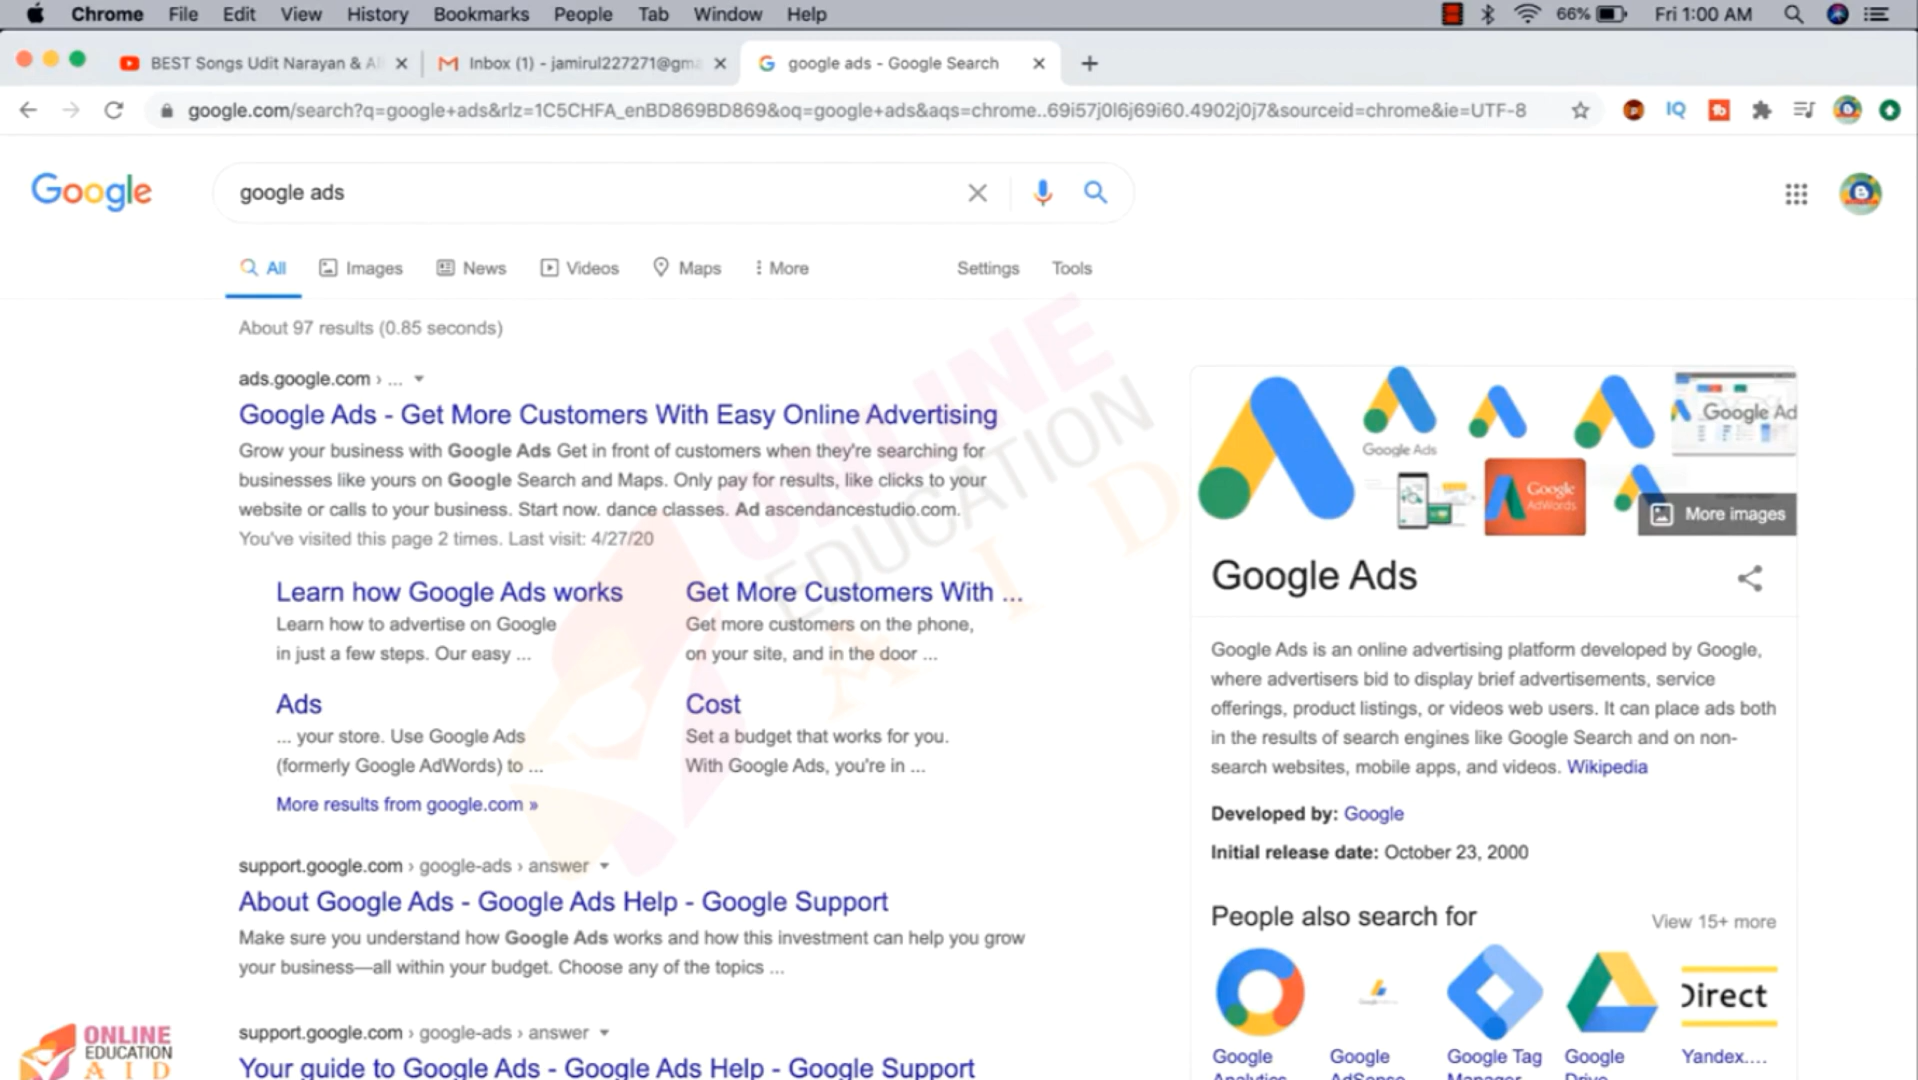 Chrome File Edit View History Bookmarks People Tab Window Help 66% Fri 1:00 AM
BEST Songs Udit Narayan & Al Inbox (1) - jamirul227271@gma google ads - Google Search
google.com/search?q=google+ads&rlz=1C5CHFA_enBD869BD869&oq=google+ads&aqs=chrome..69i57j0l6j69i60.4902j0j7&sourceid=chrome&ie=UTF-8
IQ
Google google ads
All Images News Videos Maps More Settings Tools
About 97 results (0.85 seconds)
ads.google.com › ...
Google Ads - Get More Customers With Easy Online Advertising
Grow your business with Google Ads Get in front of customers when they're searching for
businesses like yours on Google Search and Maps. Only pay for results, like clicks to your
website or calls to your business. Start now. dance classes. Ad ascendancestudio.com.
You've visited this page 2 times. Last visit: 4/27/20
Learn how Google Ads works
Learn how to advertise on Google
in just a few steps. Our easy ...
Get More Customers With ...
Get more customers on the phone,
on your site, and in the door ...
Ads
... your store. Use Google Ads
(formerly Google AdWords) to ...
Cost
Set a budget that works for you.
With Google Ads, you're in ...
More results from google.com »
support.google.com › google-ads › answer
About Google Ads - Google Ads Help - Google Support
Make sure you understand how Google Ads works and how this investment can help you grow
your business—all within your budget. Choose any of the topics ...
support.google.com › google-ads › answer
Your guide to Google Ads - Google Ads Help - Google Support
Google Ads
Google Ad
Google
AdWords
More images
Google Ads
Google Ads is an online advertising platform developed by Google,
where advertisers bid to display brief advertisements, service
offerings, product listings, or videos web users. It can place ads both
in the results of search engines like Google Search and on non-
search websites, mobile apps, and videos. Wikipedia
Developed by: Google
Initial release date: October 23, 2000
People also search for View 15+ more
Direct
Google
Analytics
Google
AdSense
Google Tag
Manager
Google
Drive
Yandex....
ONLINE
EDUCATION
AID
ONLINE
EDUCATION
AID